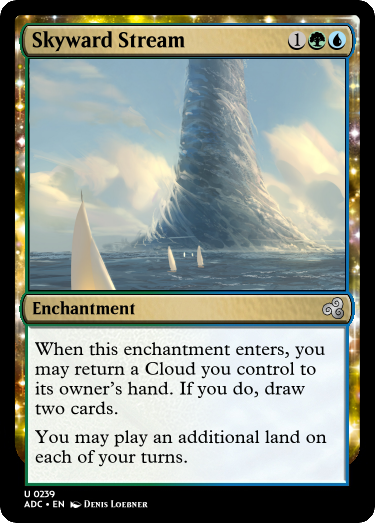 Skyward Stream 1
Enchantment
When this enchantment enters, you
may return a Cloud you control to
its owner's hand. If you do, draw
two cards.
You may play an additional land on
each of your turns.
U 0239
ADC • EN Denis Loebner